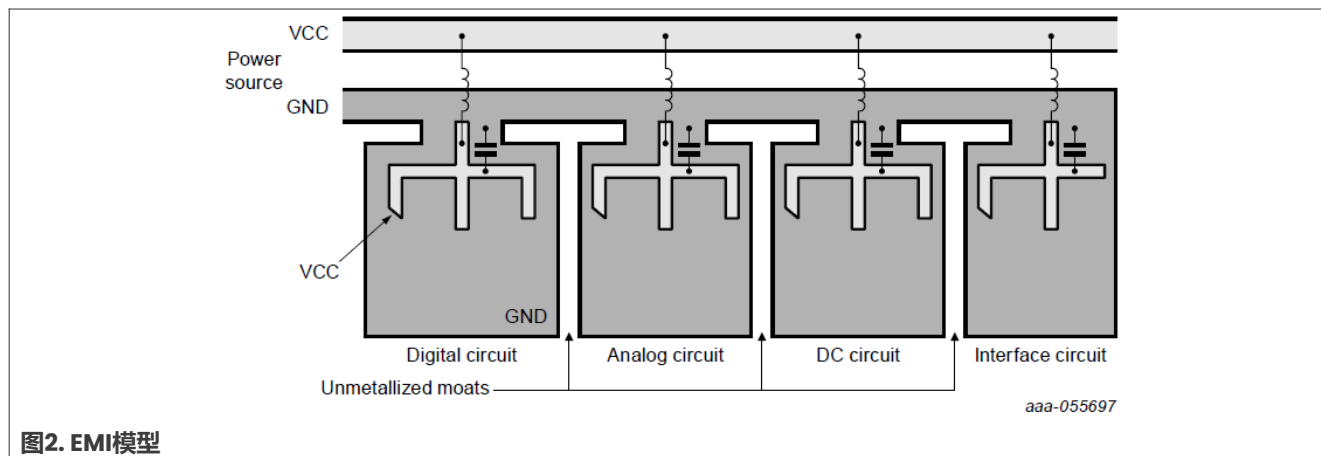 VCC
Power
source
GND
VCC
GND
Digital circuit
Analog circuit
DC circuit
Interface circuit
Unmetallized moats
aaa-055697
图2. EMI模型